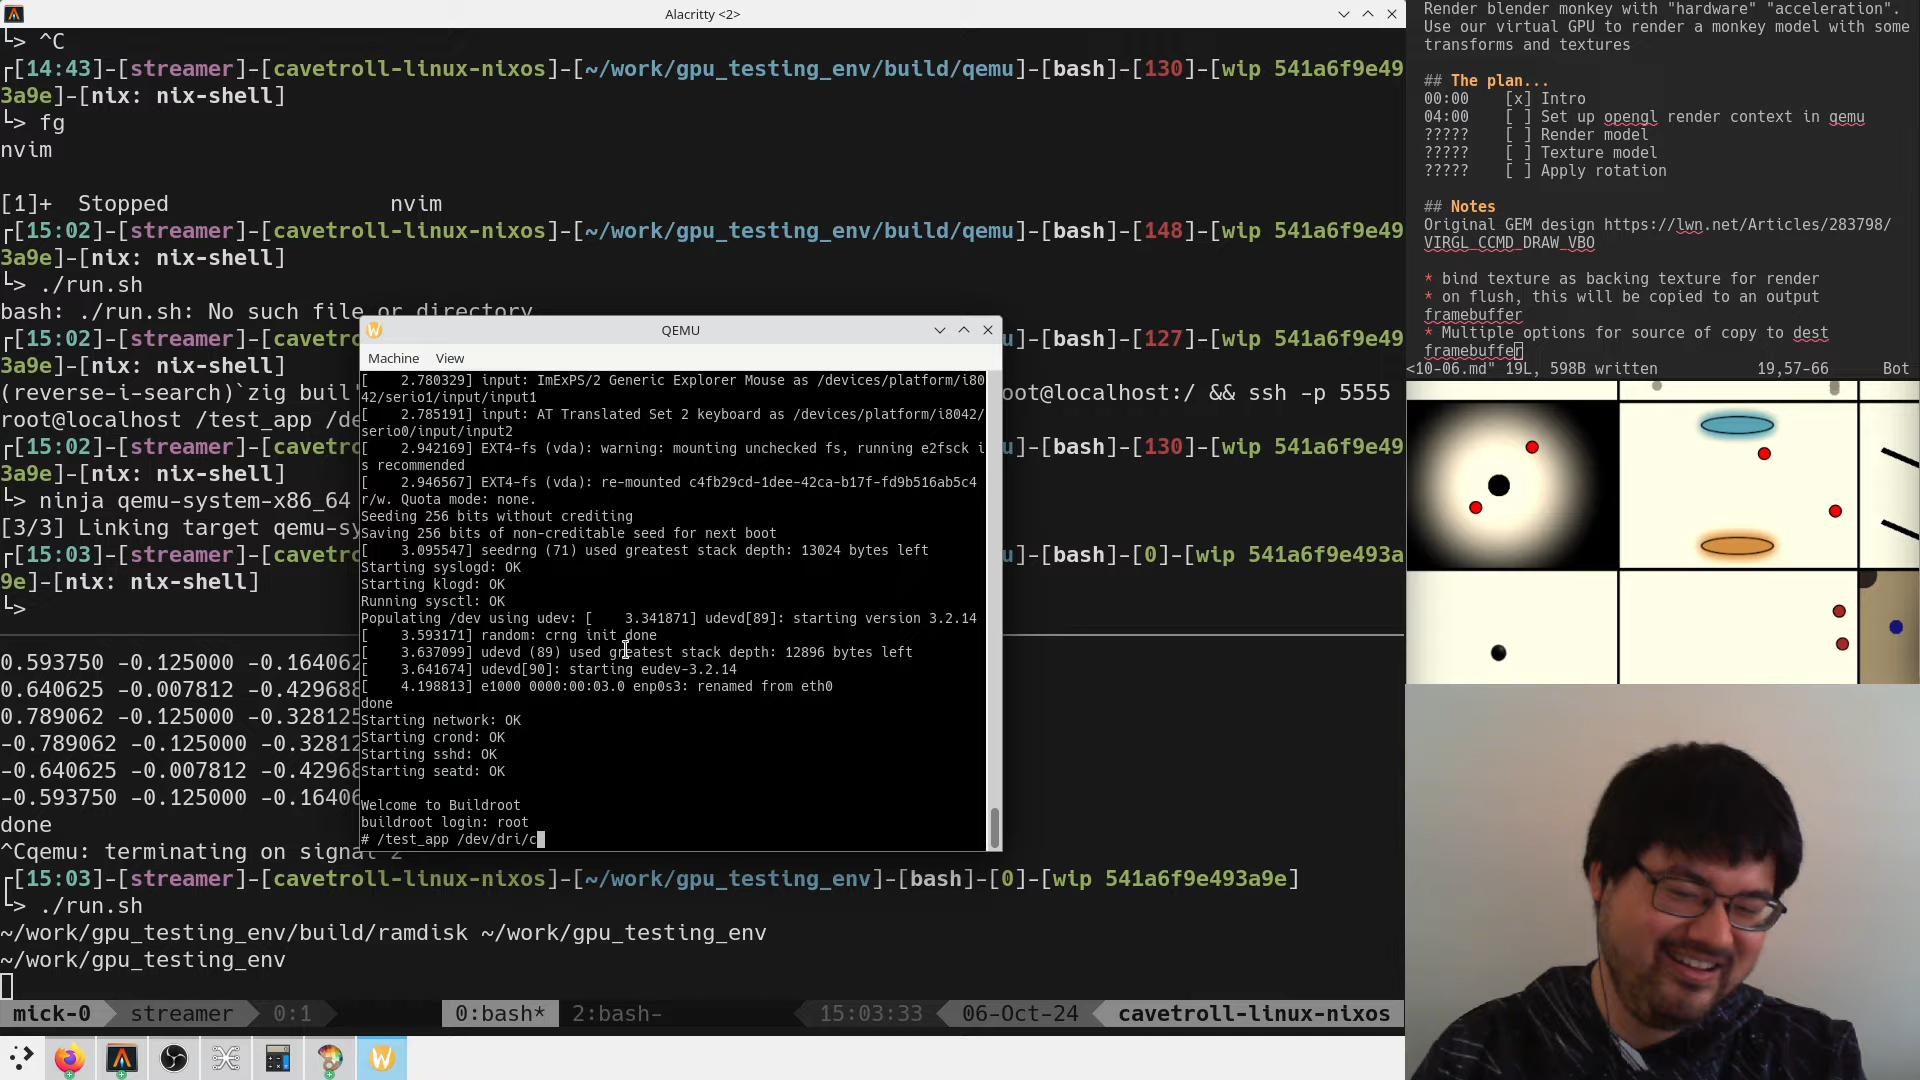 Alacritty <2>
└> ^C
┌[14:43]-[streamer]-[cavetroll-linux-nixos]-[~/work/gpu_testing_env/build/qemu]-[bash]-[130]-[wip 541a6f9e49
3a9e]-[nix: nix-shell]
└> fg
nvim
[1]+  Stopped                 nvim
┌[15:02]-[streamer]-[cavetroll-linux-nixos]-[~/work/gpu_testing_env/build/qemu]-[bash]-[148]-[wip 541a6f9e49
3a9e]-[nix: nix-shell]
└> ./run.sh
bash: ./run.sh: No such file or directory
┌[15:02]-[streamer]-[cave
u]-[bash]-[127]-[wip 541a6f9e49
3a9e]-[nix: nix-shell]
(reverse-i-search)`zig buil'
oot@localhost:/ && ssh -p 5555
root@localhost /test_app /de
┌[15:02]-[streamer]-[cave
u]-[bash]-[130]-[wip 541a6f9e49
3a9e]-[nix: nix-shell]
└> ninja qemu-system-x86_64
[3/3] Linking target qemu-sy
┌[15:03]-[streamer]-[cave
u]-[bash]-[0]-[wip 541a6f9e493a
9e]-[nix: nix-shell]
└>
QEMU
Machine View
[    2.780329] input: ImExPS/2 Generic Explorer Mouse as /devices/platform/i80
42/serio1/input/input1
[    2.785191] input: AT Translated Set 2 keyboard as /devices/platform/i8042/
serio0/input/input2
[    2.942169] EXT4-fs (vda): warning: mounting unchecked fs, running e2fsck i
s recommended
[    2.946567] EXT4-fs (vda): re-mounted c4fb29cd-1dee-42ca-b17f-fd9b516ab5c4
r/w. Quota mode: none.
Seeding 256 bits without crediting
Saving 256 bits of non-creditable seed for next boot
[    3.095547] seedrng (71) used greatest stack depth: 13024 bytes left
Starting syslogd: OK
Starting klogd: OK
Running sysctl: OK
Populating /dev using udev: [    3.341871] udevd[89]: starting version 3.2.14
[    3.593171] random: crng init done
[    3.637099] udevd (89) used greatest stack depth: 12896 bytes left
[    3.641674] udevd[90]: starting eudev-3.2.14
[    4.198813] e1000 0000:00:03.0 enp0s3: renamed from eth0
done
Starting network: OK
Starting crond: OK
Starting sshd: OK
Starting seatd: OK
Welcome to Buildroot
buildroot login: root
# /test_app /dev/dri/c
0.593750 -0.125000 -0.164062
0.640625 -0.007812 -0.429688
0.789062 -0.125000 -0.328125
-0.789062 -0.125000 -0.32812
-0.640625 -0.007812 -0.42968
-0.593750 -0.125000 -0.16406
done
^Cqemu: terminating on signal 2
┌[15:03]-[streamer]-[cavetroll-linux-nixos]-[~/work/gpu_testing_env]-[bash]-[0]-[wip 541a6f9e493a9e]
└> ./run.sh
~/work/gpu_testing_env/build/ramdisk ~/work/gpu_testing_env
~/work/gpu_testing_env
mick-0 streamer 0:1 0:bash* 2:bash- 15:03:33 06-Oct-24 cavetroll-linux-nixos
Render blender monkey with "hardware" "acceleration".
Use our virtual GPU to render a monkey model with some
transforms and textures
## The plan...
00:00    [x] Intro
04:00    [ ] Set up opengl render context in qemu
?????    [ ] Render model
?????    [ ] Texture model
?????    [ ] Apply rotation
## Notes
Original GEM design https://lwn.net/Articles/283798/
VIRGL_CCMD_DRAW_VBO
* bind texture as backing texture for render
* on flush, this will be copied to an output
framebuffer
* Multiple options for source of copy to dest
framebuffer
<10-06.md" 19L, 598B written 19,57-66 Bot